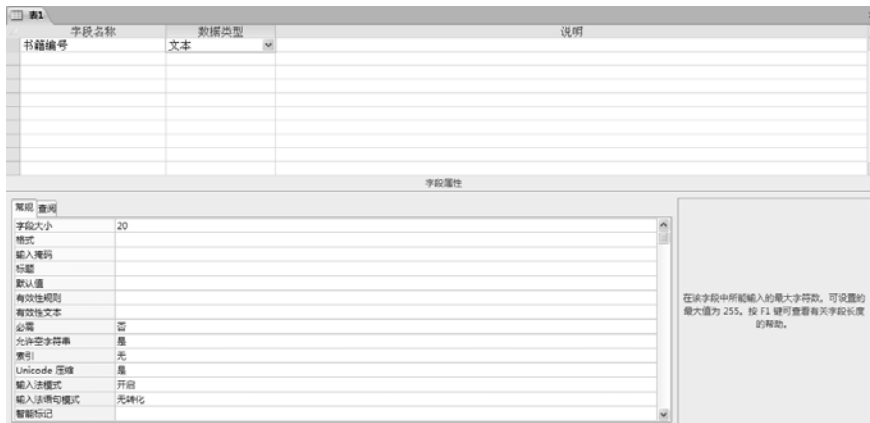 表1
字段名称 数据类型 说明
书籍编号 文本
字段属性
常规 查阅
字段大小 20
格式
输入掩码
标题
默认值
有效性规则
有效性文本
必需 否
允许空字符串 是
索引 无
Unicode 压缩 是
输入法模式 开启
输入法语句模式 无转化
智能标记
在该字段中所能输入的最大字符数。可设置的
最大值为 255。按 F1 键可查看有关字段长度
的帮助。